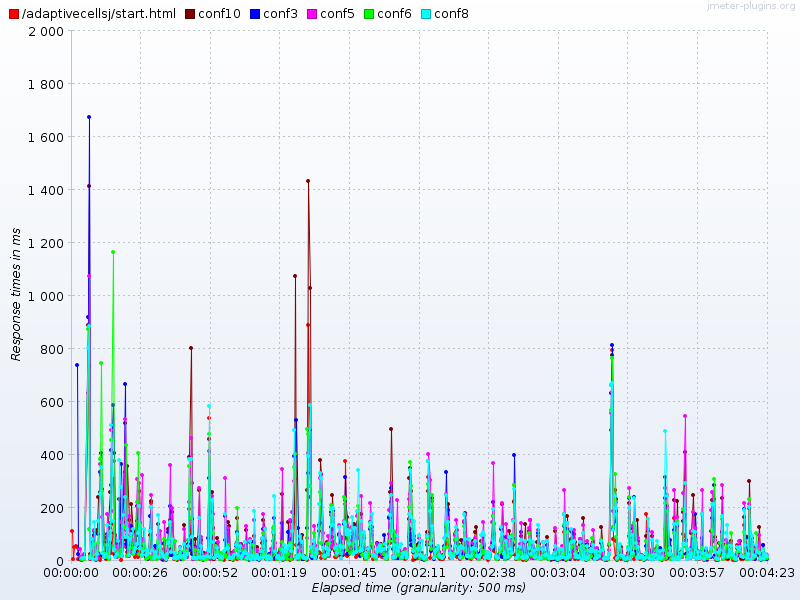 /adaptivecellsj/start.html conf10 conf3 conf5 conf6 conf8
jmeter-plugins.org
2 000
1 800
1 600
1 400
1 200
1 000
800
600
400
200
0
Response times in ms
00:00:00 00:00:26 00:00:52 00:01:19 00:01:45 00:02:11 00:02:38 00:03:04 00:03:30 00:03:57 00:04:23
Elapsed time (granularity: 500 ms)